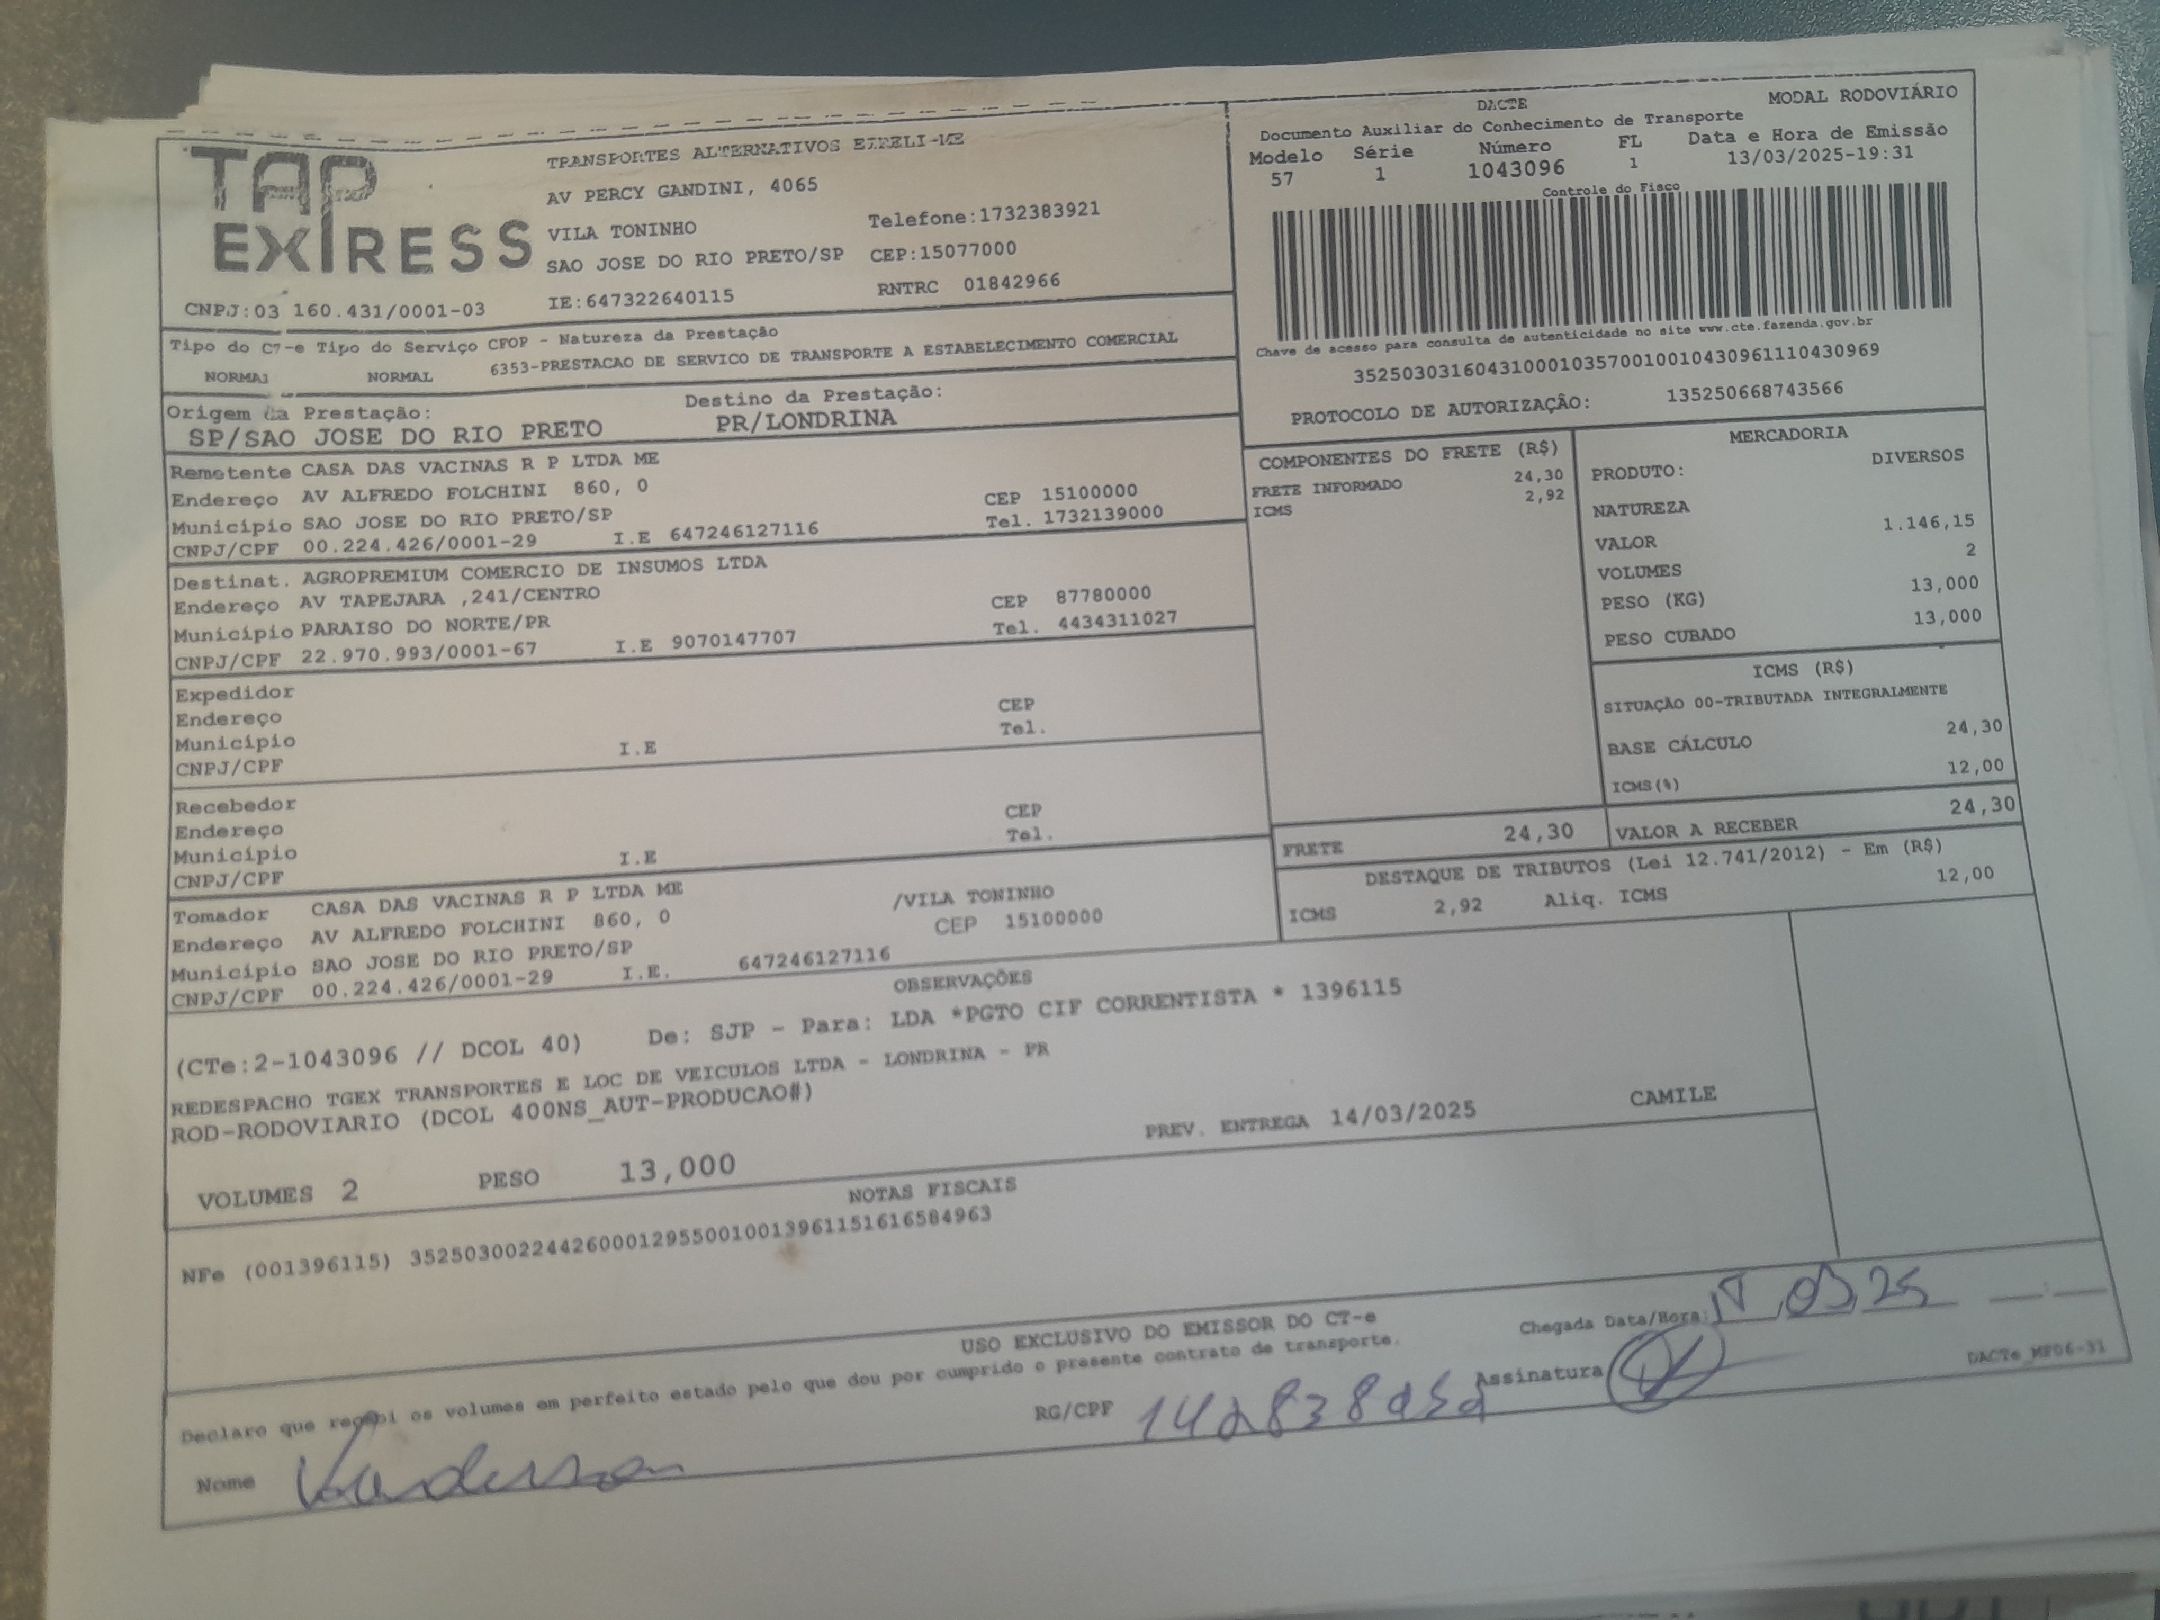 TAP
EXPRESS
TRANSPORTES ALTERNATIVOS EIRELI-ME
AV PERCY GANDINI, 4065
VILA TONINHO Telefone:1732383921
SAO JOSE DO RIO PRETO/SP CEP:15077000
CNPJ:03 160.431/0001-03 IE:647322640115 RNTRC 01842966
DACTE MODAL RODOVIÁRIO
Documento Auxiliar do Conhecimento de Transporte
Modelo Série Número FL Data e Hora de Emissão
57 1 1043096 1 13/03/2025-19:31
Controle do Fisco
Chave de acesso para consulta de autenticidade no site www.cte.fazenda.gov.br
35250303160431000103570010010430961110430969
PROTOCOLO DE AUTORIZAÇÃO: 135250668743566
Tipo do CT-e Tipo do Serviço CFOP - Natureza da Prestação
NORMAL NORMAL 6353-PRESTACAO DE SERVICO DE TRANSPORTE A ESTABELECIMENTO COMERCIAL
Origem da Prestação: Destino da Prestação:
SP/SAO JOSE DO RIO PRETO PR/LONDRINA
Remetente CASA DAS VACINAS R P LTDA ME
Endereço AV ALFREDO FOLCHINI 860, 0 CEP 15100000
Município SAO JOSE DO RIO PRETO/SP Tel. 1732139000
CNPJ/CPF 00.224.426/0001-29 I.E 647246127116
Destinat. AGROPREMIUM COMERCIO DE INSUMOS LTDA
Endereço AV TAPEJARA ,241/CENTRO CEP 87780000
Município PARAISO DO NORTE/PR Tel. 4434311027
CNPJ/CPF 22.970.993/0001-67 I.E 9070147707
Expedidor
Endereço CEP
Município Tel.
CNPJ/CPF I.E
Recebedor
Endereço CEP
Município Tel.
CNPJ/CPF I.E
Tomador CASA DAS VACINAS R P LTDA ME
Endereço AV ALFREDO FOLCHINI 860, 0 /VILA TONINHO
Município SAO JOSE DO RIO PRETO/SP CEP 15100000
CNPJ/CPF 00.224.426/0001-29 I.E. 647246127116
COMPONENTES DO FRETE (R$)
FRETE INFORMADO 24,30
ICMS 2,92
MERCADORIA
PRODUTO: DIVERSOS
NATUREZA
VALOR 1.146,15
VOLUMES 2
PESO (KG) 13,000
PESO CUBADO 13,000
ICMS (R$)
SITUAÇÃO 00-TRIBUTADA INTEGRALMENTE
BASE CÁLCULO 24,30
ICMS(%) 12,00
FRETE 24,30 VALOR A RECEBER 24,30
DESTAQUE DE TRIBUTOS (Lei 12.741/2012) - Em (R$)
ICMS 2,92 Aliq. ICMS 12,00
OBSERVAÇÕES
(CTe:2-1043096 // DCOL 40) De: SJP - Para: LDA *PGTO CIF CORRENTISTA * 1396115
REDESPACHO TGEX TRANSPORTES E LOC DE VEICULOS LTDA - LONDRINA - PR
ROD-RODOVIARIO (DCOL 400NS_AUT-PRODUCAO#)
PREV. ENTREGA 14/03/2025 CAMILE
VOLUMES 2 PESO 13,000
NOTAS FISCAIS
NFe (001396115) 35250300224426000129550010013961151616584963
USO EXCLUSIVO DO EMISSOR DO CT-e
Declaro que recebi os volumes em perfeito estado pelo que dou por cumprido o presente contrato de transporte.
Chegada Data/Hora: 03 25
Nome Vanderson RG/CPF Assinatura
DACTe_MF06-31